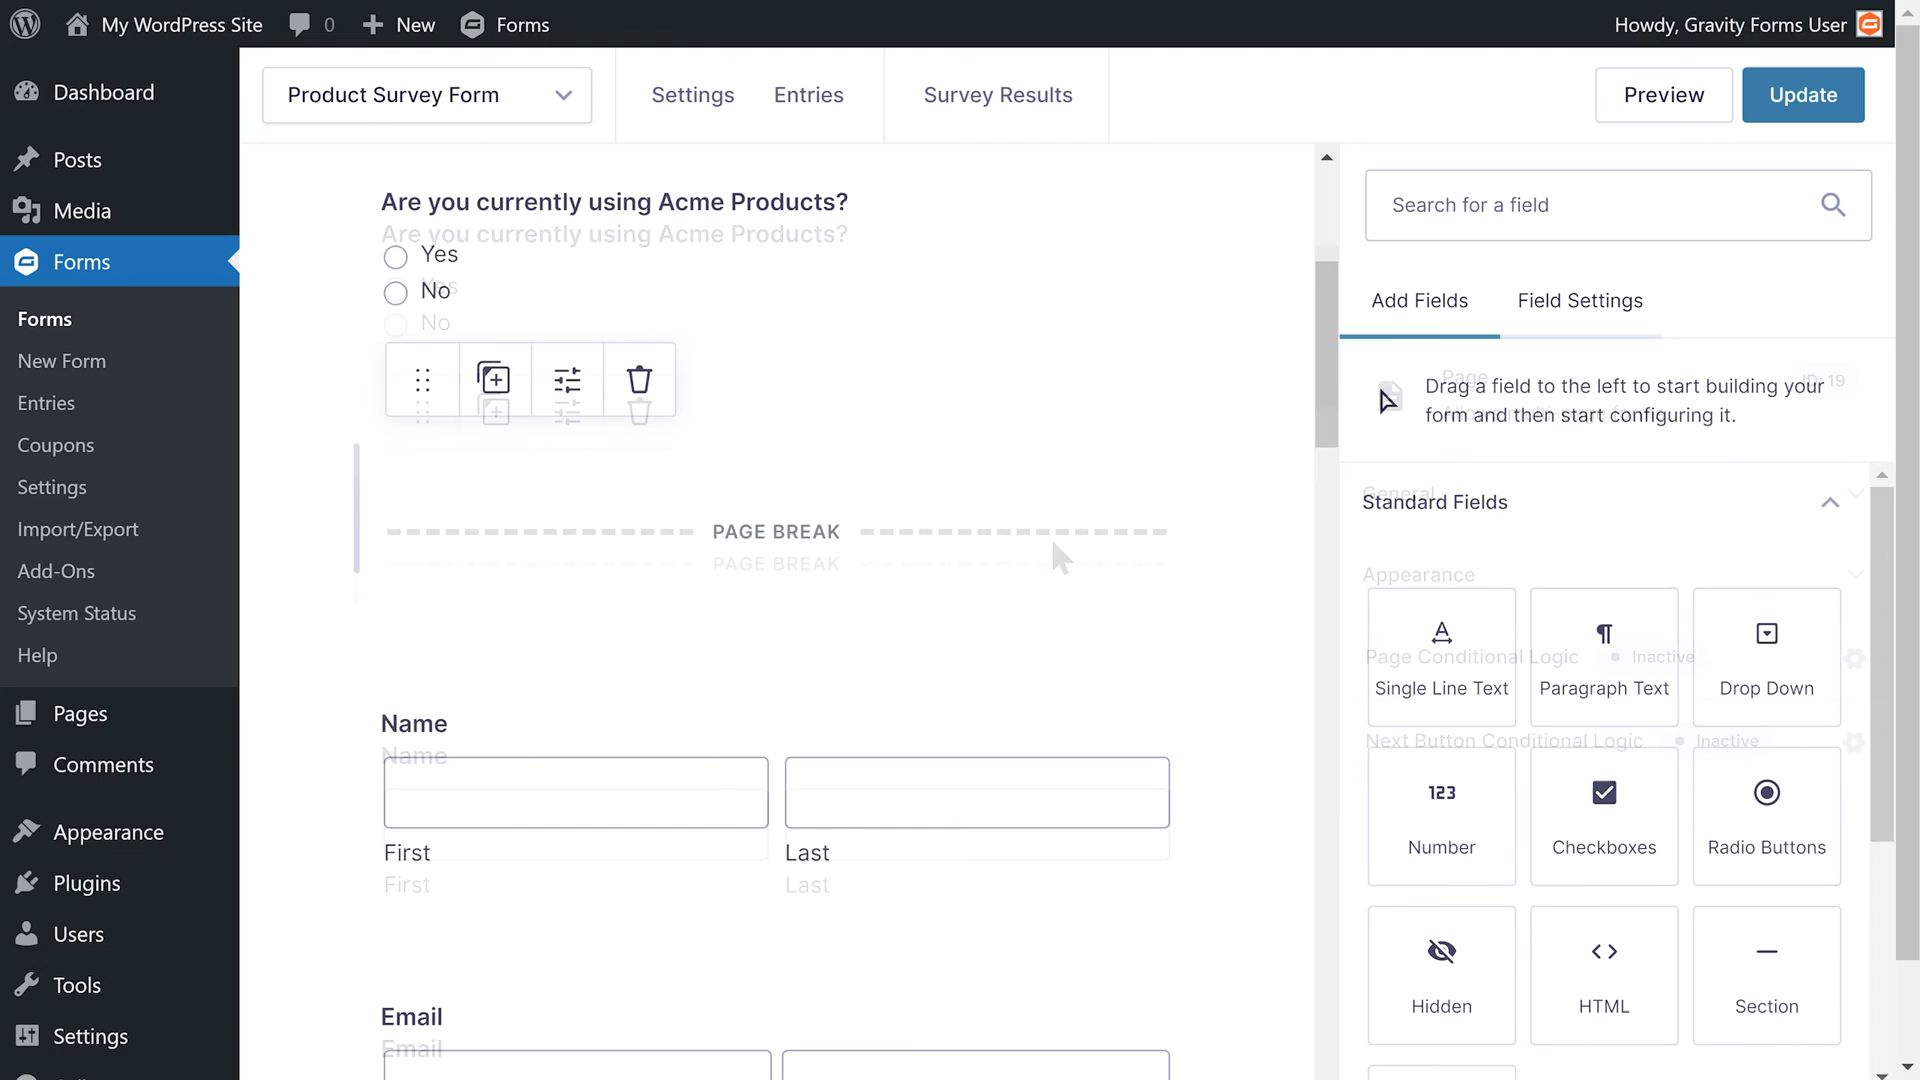 My WordPress Site
0
New
Forms
Howdy, Gravity Forms User
Dashboard
Posts
Media
Forms
Forms
New Form
Entries
Coupons
Settings
Import/Export
Add-Ons
System Status
Help
Pages
Comments
Appearance
Plugins
Users
Tools
Settings
Product Survey Form
Settings
Entries
Survey Results
Preview
Update
Are you currently using Acme Products?
Are you currently using Acme Products?
Yes
Yes
No
No
PAGE BREAK
PAGE BREAK
Name
Name
First
Last
First
Last
Email
Email
Search for a field
Add Fields
Field Settings
Page
ID: 19
Drag a field to the left to start building your
form and then start configuring it.
General
Standard Fields
Appearance
Single Line Text
Paragraph Text
Drop Down
Page Conditional Logic
Inactive
Next Button Conditional Logic
Inactive
123
Number
Checkboxes
Radio Buttons
Hidden
HTML
Section